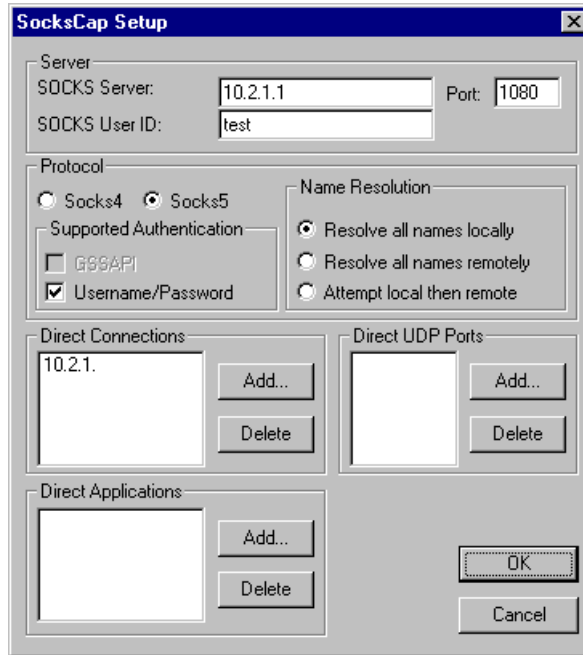 SocksCap Setup
Server
SOCKS Server: 10.2.1.1 Port: 1080
SOCKS User ID: test
Protocol
Socks4 Socks5
Supported Authentication
GSSAPI
Username/Password
Name Resolution
Resolve all names locally
Resolve all names remotely
Attempt local then remote
Direct Connections
10.2.1.
Add...
Delete
Direct UDP Ports
Add...
Delete
Direct Applications
Add...
Delete
OK
Cancel